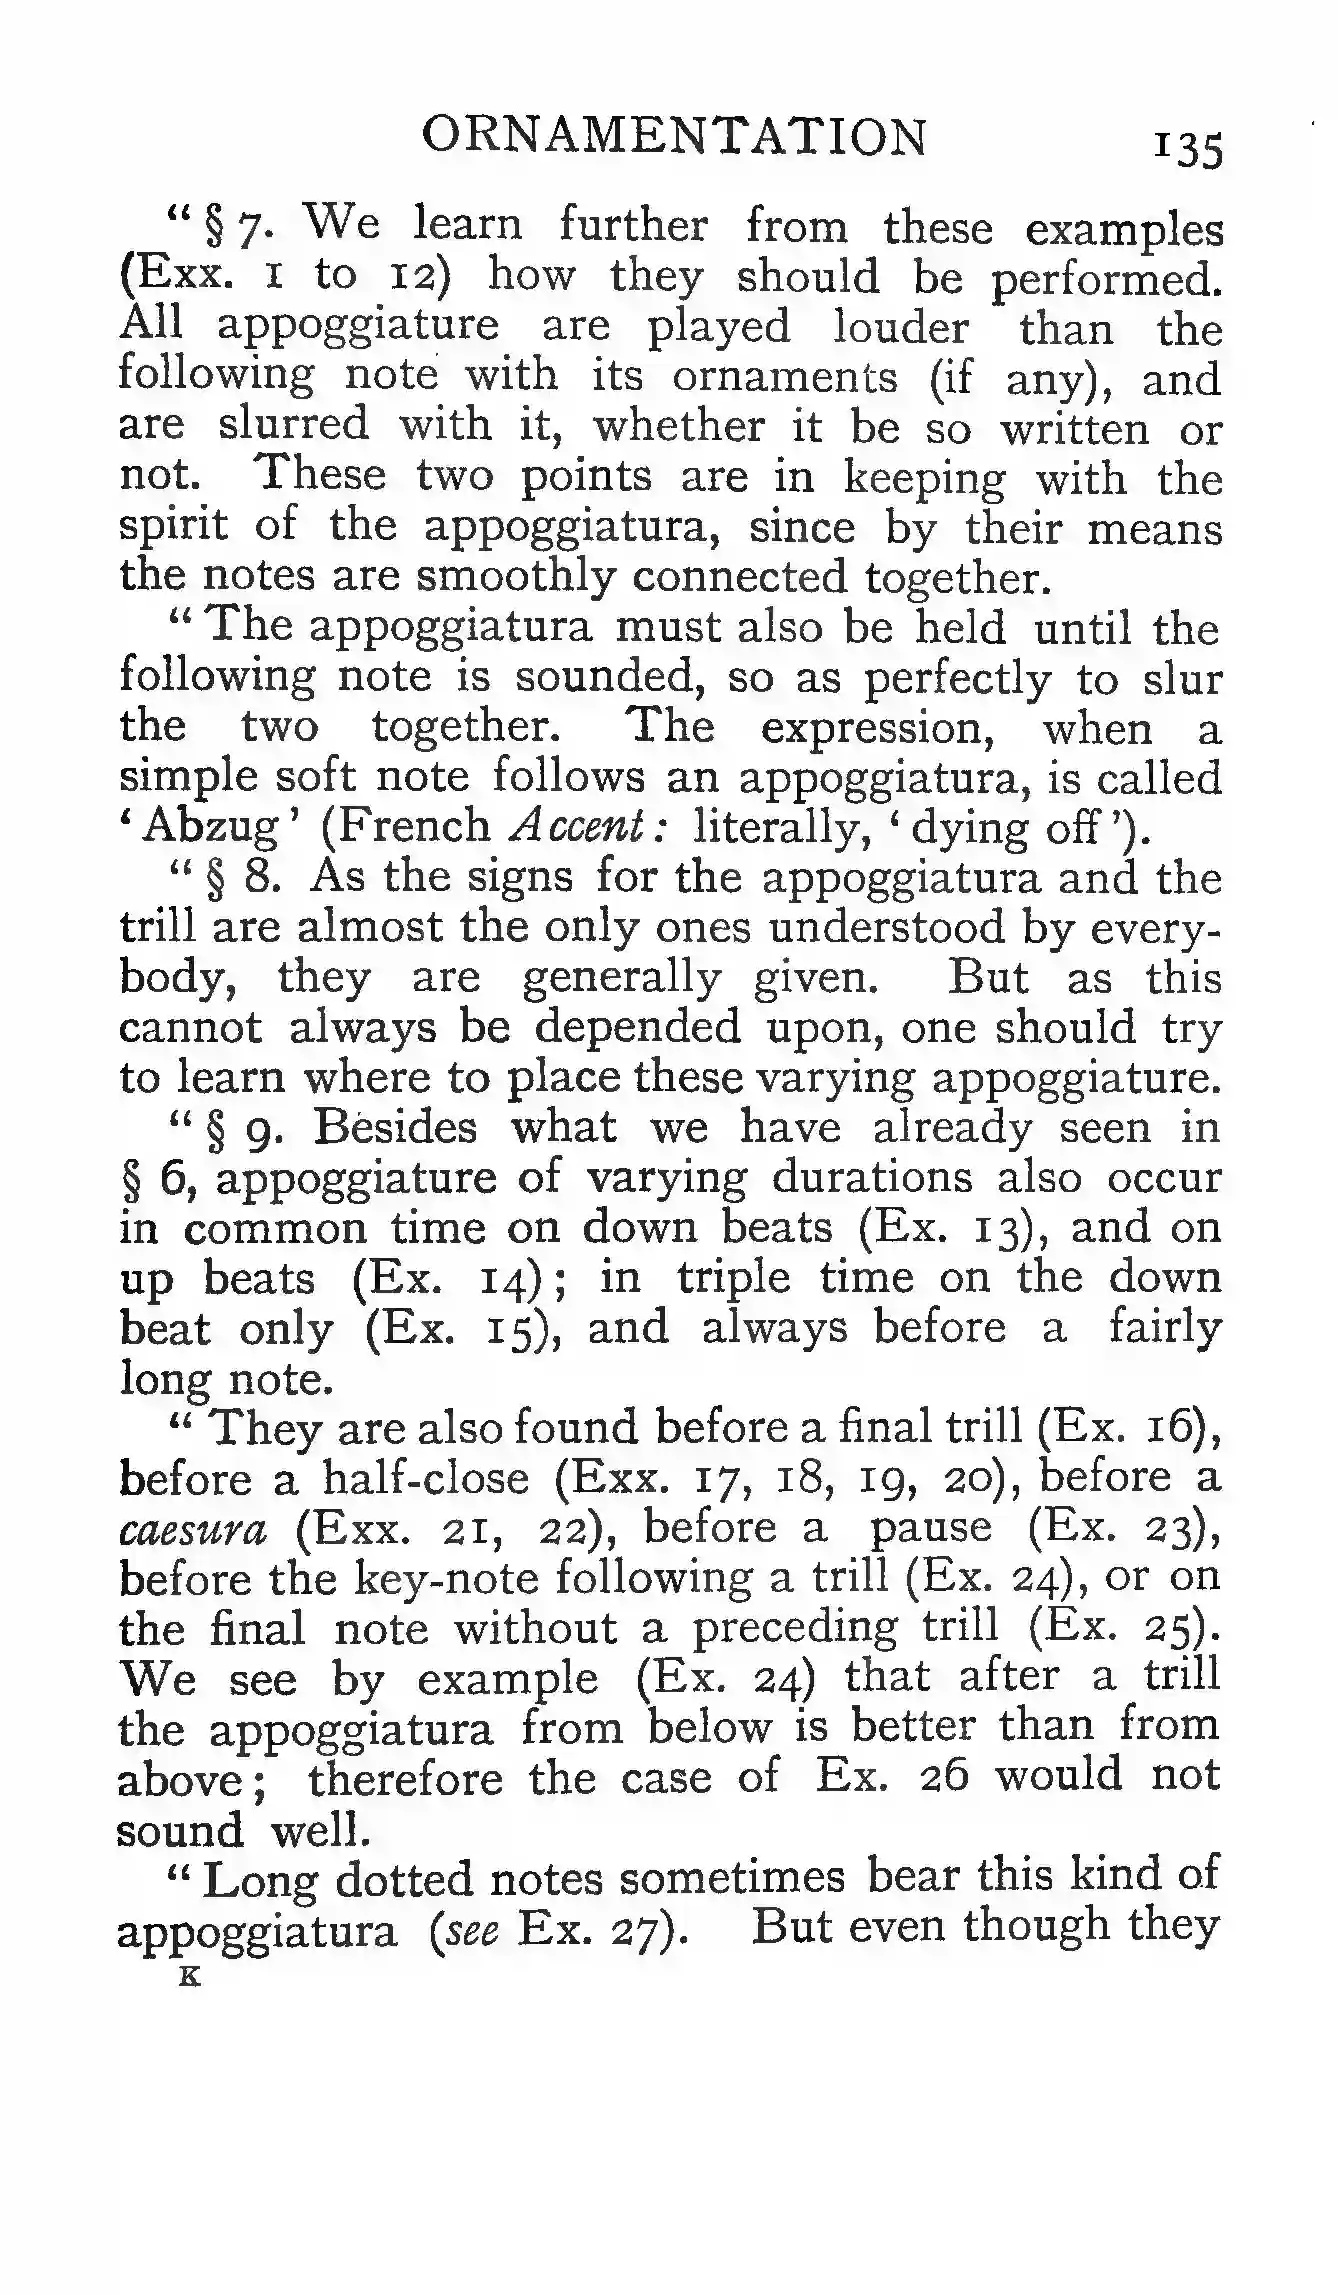 ORNAMENTATION 135
“ § 7. We learn further from these examples
(Exx. 1 to 12) how they should be performed.
All appoggiature are played louder than the
following note with its ornaments (if any), and
are slurred with it, whether it be so written or
not. These two points are in keeping with the
spirit of the appoggiatura, since by their means
the notes are smoothly connected together.
“ The appoggiatura must also be held until the
following note is sounded, so as perfectly to slur
the two together. The expression, when a
simple soft note follows an appoggiatura, is called
‘ Abzug ’ (French Accent : literally, ‘ dying off ’).
“ § 8. As the signs for the appoggiatura and the
trill are almost the only ones understood by every-
body, they are generally given. But as this
cannot always be depended upon, one should try
to learn where to place these varying appoggiature.
“ § 9. Besides what we have already seen in
§ 6, appoggiature of varying durations also occur
in common time on down beats (Ex. 13), and on
up beats (Ex. 14) ; in triple time on the down
beat only (Ex. 15), and always before a fairly
long note.
“ They are also found before a final trill (Ex. 16),
before a half-close (Exx. 17, 18, 19, 20), before a
caesura (Exx. 21, 22), before a pause (Ex. 23),
before the key-note following a trill (Ex. 24), or on
the final note without a preceding trill (Ex. 25).
We see by example (Ex. 24) that after a trill
the appoggiatura from below is better than from
above ; therefore the case of Ex. 26 would not
sound well.
“ Long dotted notes sometimes bear this kind of
appoggiatura (see Ex. 27). But even though they
K